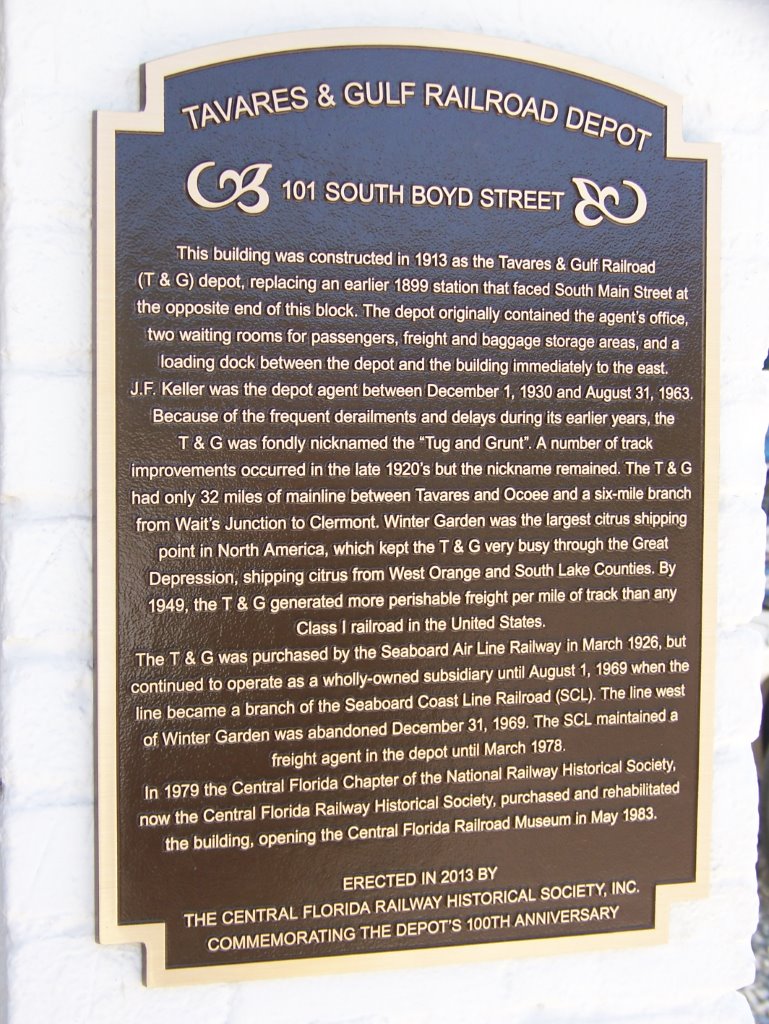 TAVARES & GULF RAILROAD DEPOT
101 SOUTH BOYD STREET
This building was constructed in 1913 as the Tavares & Gulf Railroad
(T & G) depot, replacing an earlier 1899 station that faced South Main Street at
the opposite end of this block. The depot originally contained the agent's office,
two waiting rooms for passengers, freight and baggage storage areas, and a
loading dock between the depot and the building immediately to the east.
J.F. Keller was the depot agent between December 1, 1930 and August 31, 1963.
Because of the frequent derailments and delays during its earlier years, the
T & G was fondly nicknamed the "Tug and Grunt". A number of track
improvements occurred in the late 1920's but the nickname remained. The T & G
had only 32 miles of mainline between Tavares and Ocoee and a six-mile branch
from Wait's Junction to Clermont. Winter Garden was the largest citrus shipping
point in North America, which kept the T & G very busy through the Great
Depression, shipping citrus from West Orange and South Lake Counties. By
1949, the T & G generated more perishable freight per mile of track than any
Class I railroad in the United States.
The T & G was purchased by the Seaboard Air Line Railway in March 1926, but
continued to operate as a wholly-owned subsidiary until August 1, 1969 when the
line became a branch of the Seaboard Coast Line Railroad (SCL). The line west
of Winter Garden was abandoned December 31, 1969. The SCL maintained a
freight agent in the depot until March 1978.
In 1979 the Central Florida Chapter of the National Railway Historical Society,
now the Central Florida Railway Historical Society, purchased and rehabilitated
the building, opening the Central Florida Railroad Museum in May 1983.
ERECTED IN 2013 BY
THE CENTRAL FLORIDA RAILWAY HISTORICAL SOCIETY, INC.
COMMEMORATING THE DEPOT'S 100TH ANNIVERSARY